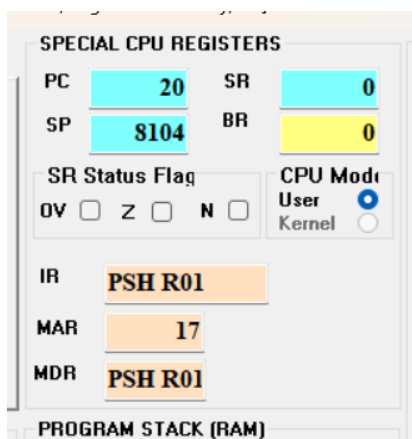 SPECIAL CPU REGISTERS
PC 20 SR 0
SP 8104 BR 0
SR Status Flag CPU Mode
OV Z N User
Kernel
IR PSH R01
MAR 17
MDR PSH R01
PROGRAM STACK (RAM)